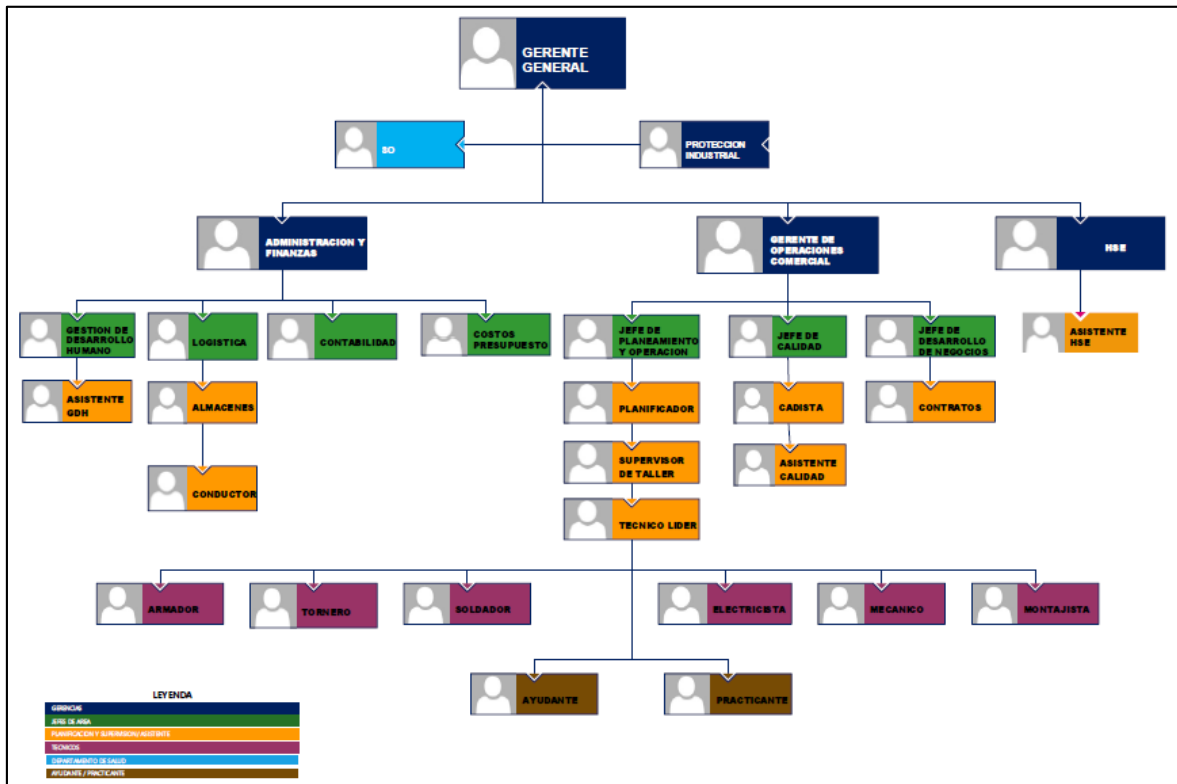 GERENTE
GENERAL
SO
PROTECCION
INDUSTRIAL
ADMINISTRACION Y
FINANZAS
GERENTE DE
OPERACIONES
COMERCIAL
HSE
GESTION DE
DESARROLLO
HUMANO
LOGISTICA
CONTABILIDAD
COSTOS
PRESUPUESTO
JEFE DE
PLANEAMIENTO
Y OPERACION
JEFE DE
CALIDAD
JEFE DE
DESARROLLO
DE NEGOCIOS
ASISTENTE
HSE
ASISTENTE
GDH
ALMACENES
PLANIFICADOR
CADISTA
CONTRATOS
SUPERVISOR
DE TALLER
ASISTENTE
CALIDAD
CONDUCTOR
TECNICO LIDER
ARMADOR
TORNERO
SOLDADOR
ELECTRICISTA
MECANICO
MONTAJISTA
AYUDANTE
PRACTICANTE
LEYENDA
GERENCIAS
JEFES DE AREA
PLANIFICACION Y SUPERVISION/ ASISTENTE
TECNICOS
DEPARTAMENTO DE SALUD
AYUDANTE / PRACTICANTE